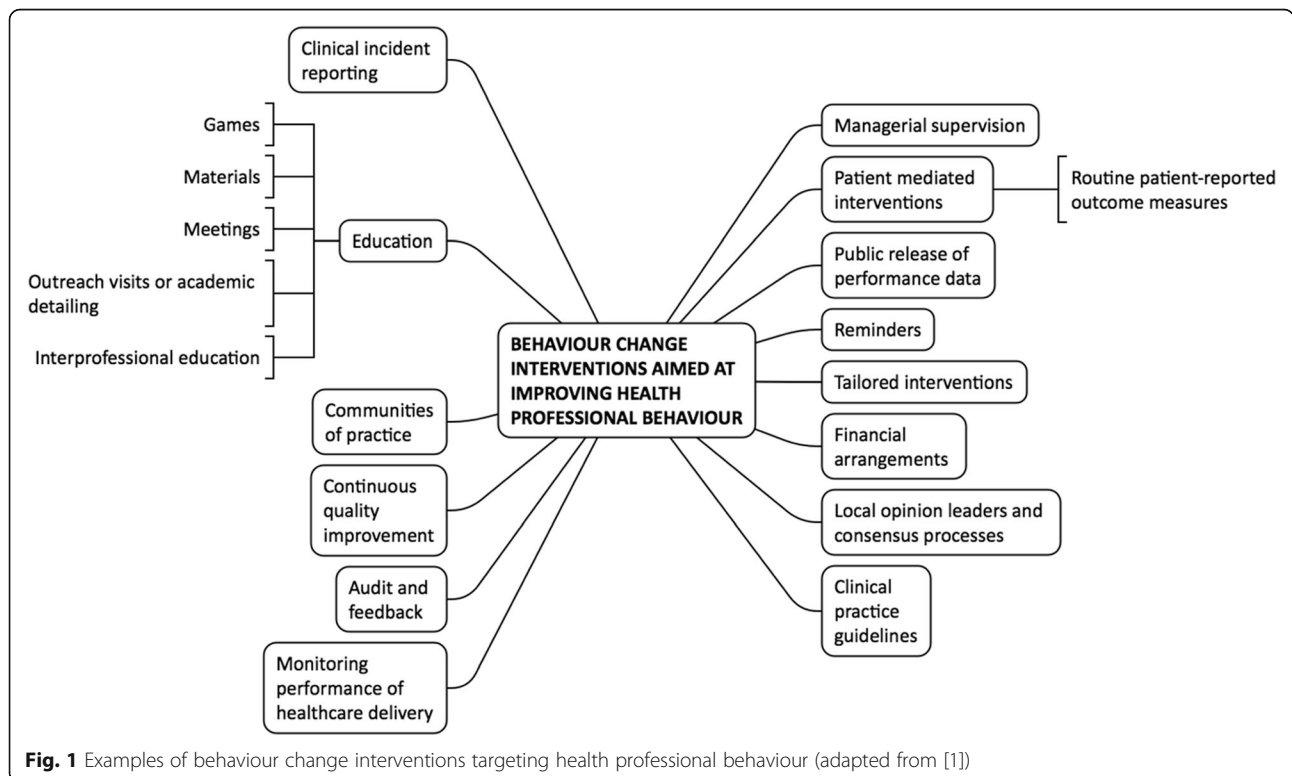 Clinical incident
reporting
Games
Materials
Meetings
Outreach visits or academic
detailing
Interprofessional education
Education
Communities
of practice
Continuous
quality
improvement
Audit and
feedback
Monitoring
performance of
healthcare delivery
BEHAVIOUR CHANGE
INTERVENTIONS AIMED AT
IMPROVING HEALTH
PROFESSIONAL BEHAVIOUR
Managerial supervision
Patient mediated
interventions
Routine patient-reported
outcome measures
Public release of
performance data
Reminders
Tailored interventions
Financial
arrangements
Local opinion leaders and
consensus processes
Clinical
practice
guidelines
Fig. 1 Examples of behaviour change interventions targeting health professional behaviour (adapted from [1])